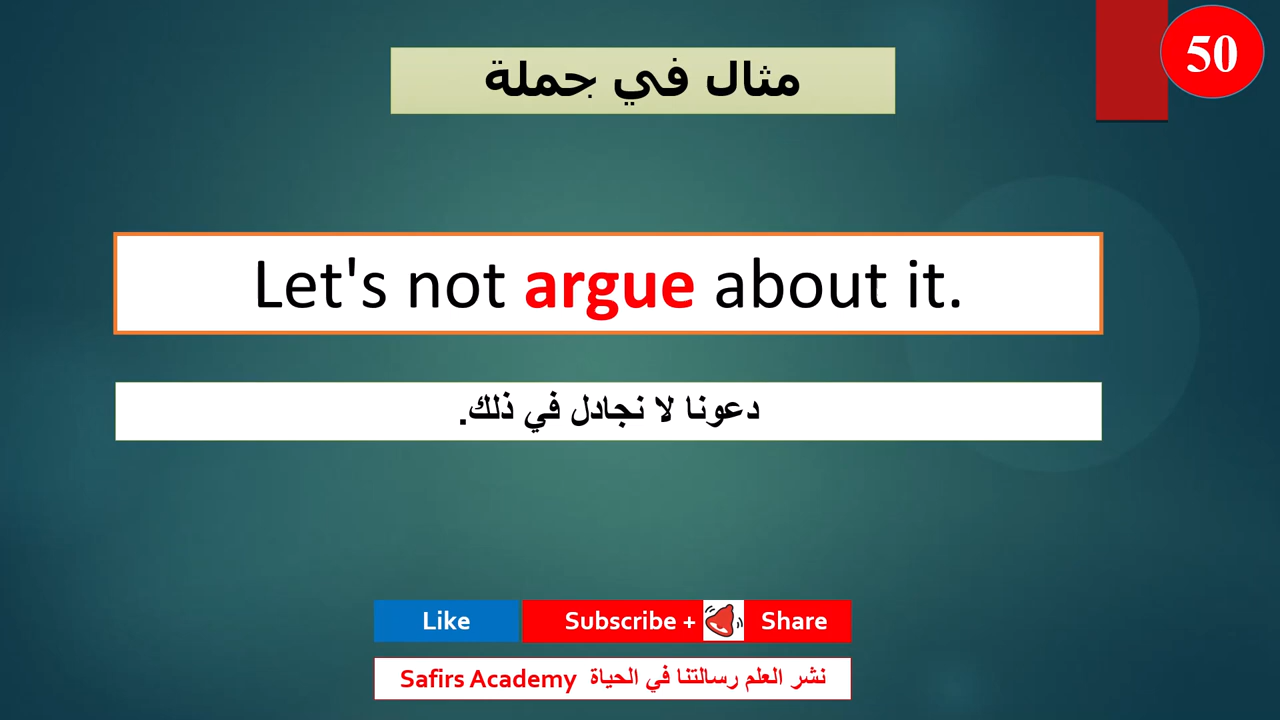 50
مثال في جملة
Let's not argue about it.
دعونا لا نجادل في ذلك.
Like Subscribe + Share
Safirs Academy نشر العلم رسالتنا في الحياة